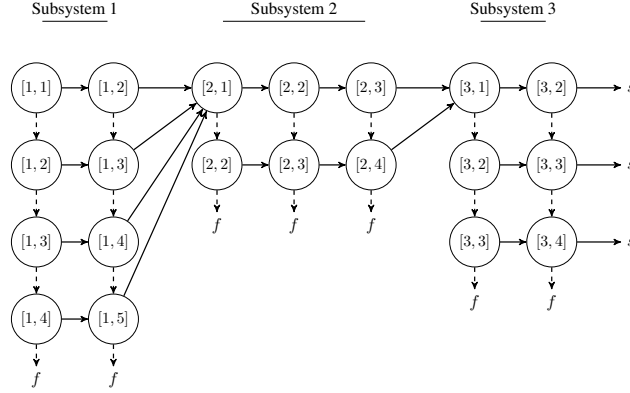 Subsystem 1 Subsystem 2 Subsystem 3
[1, 1] [1, 2] [2, 1] [2, 2] [2, 3] [3, 1] [3, 2] s
[1, 2] [1, 3] [2, 2] [2, 3] [2, 4] [3, 2] [3, 3] s
f f f
[1, 3] [1, 4] [3, 3] [3, 4] s
f f
[1, 4] [1, 5]
f f